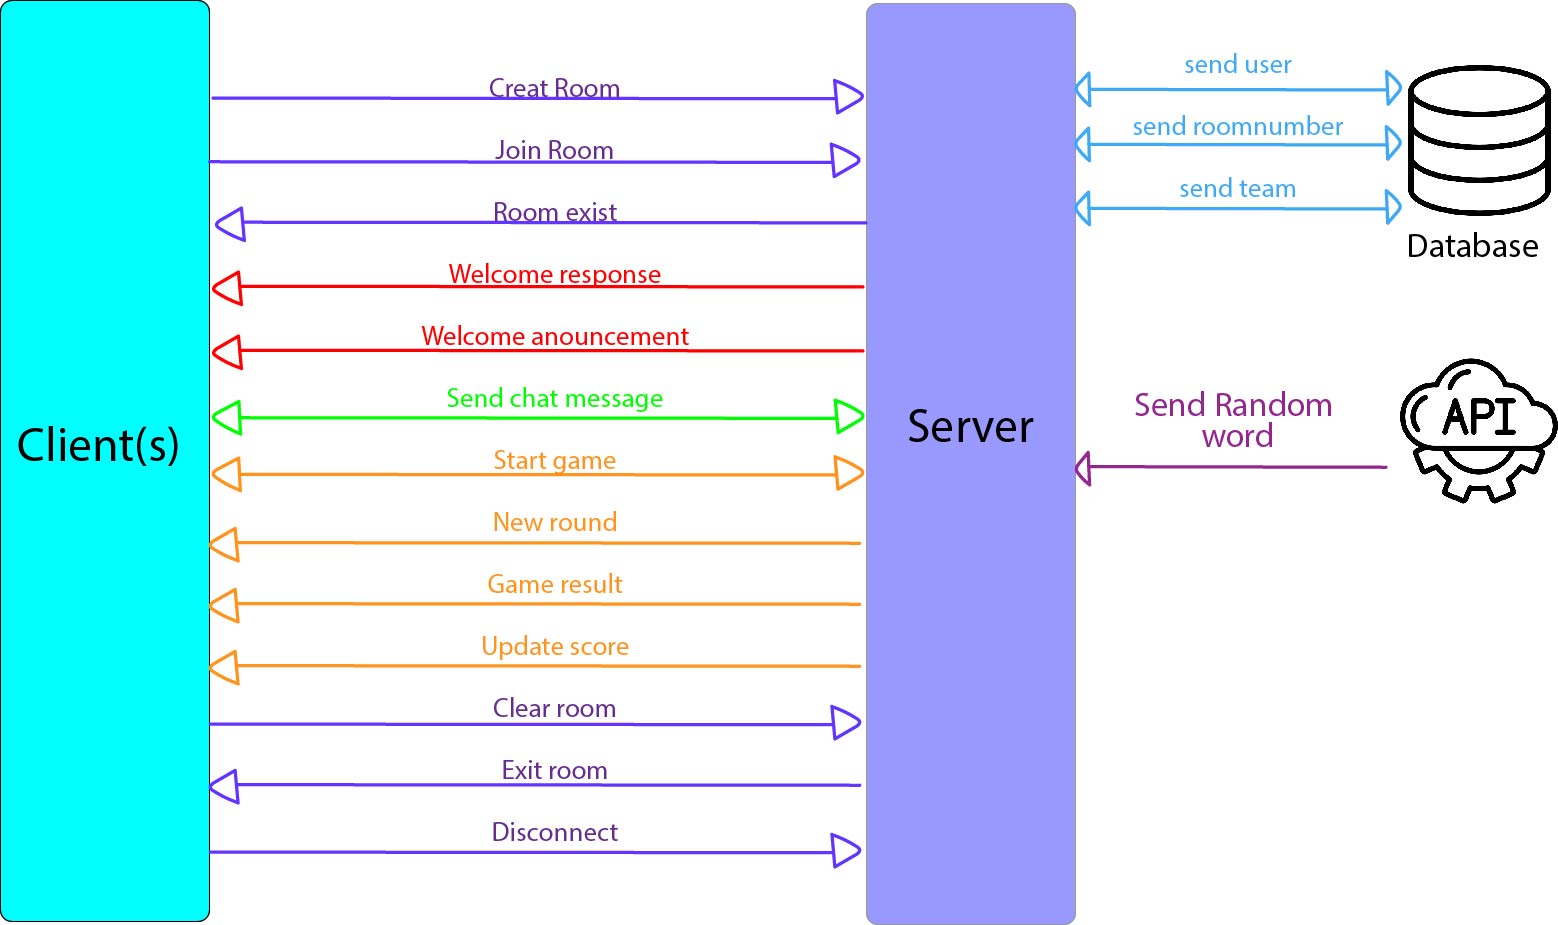 Creat Room
Join Room
Room exist
Welcome response
Welcome anouncement
Send chat message
Start game
New round
Game result
Update score
Clear room
Exit room
Disconnect
Client(s)
Server
send user
send roomnumber
send team
Database
Send Random
word
API